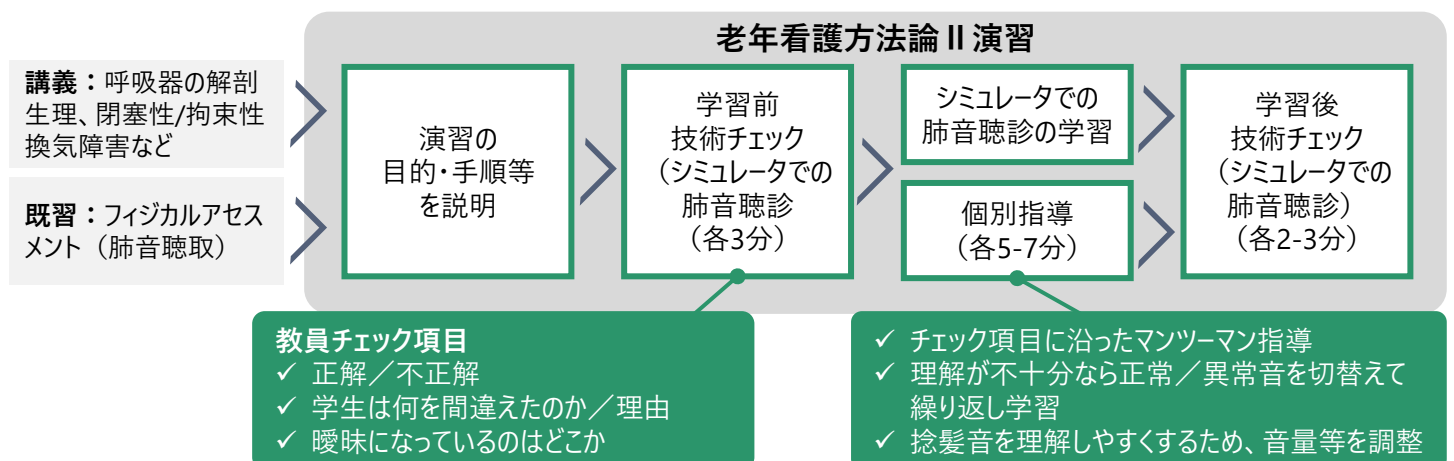 老年看護方法論Ⅱ演習
講義：呼吸器の解剖
生理、閉塞性/拘束性
換気障害など
既習：フィジカルアセス
メント（肺音聴取）
演習の
目的・手順等
を説明
学習前
技術チェック
（シミュレータでの
肺音聴診
（各3分）
シミュレータでの
肺音聴診の学習
個別指導
（各5-7分）
学習後
技術チェック
（シミュレータでの
肺音聴診）
（各2-3分）
教員チェック項目
✓ 正解／不正解
✓ 学生は何を間違えたのか／理由
✓ 曖昧になっているのはどこか
✓ チェック項目に沿ったマンツーマン指導
✓ 理解が不十分なら正常／異常音を切替えて
繰り返し学習
✓ 捻髪音を理解しやすくするため、音量等を調整